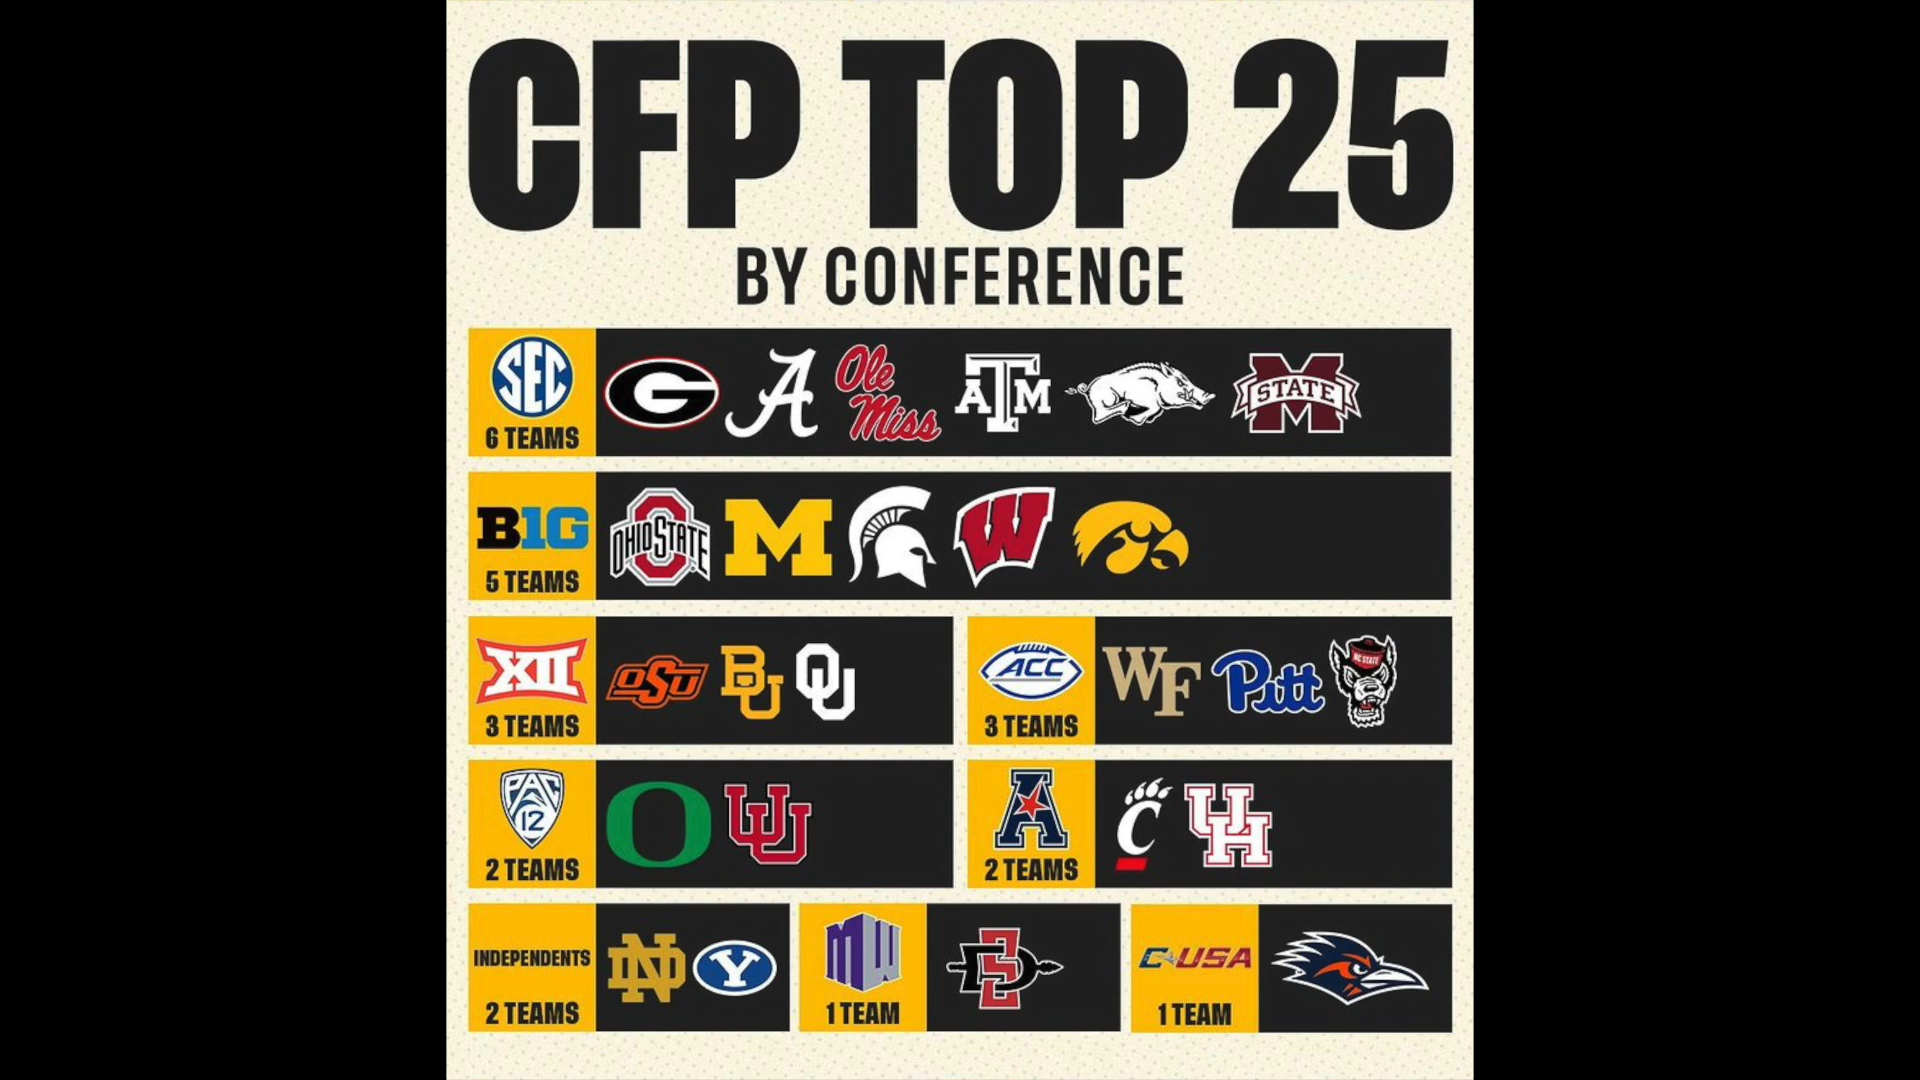 CFP TOP 25
BY CONFERENCE
SEC
6 TEAMS
G A Ole Miss ATM STATE M
B1G
5 TEAMS
OHIO STATE M W
XII
3 TEAMS
OSU BU OU
ACC
3 TEAMS
WF Pitt NC STATE
PAC 12
2 TEAMS
O UU
A
2 TEAMS
C UH
INDEPENDENTS
2 TEAMS
ND Y
MW
1 TEAM
SD
C-USA
1 TEAM